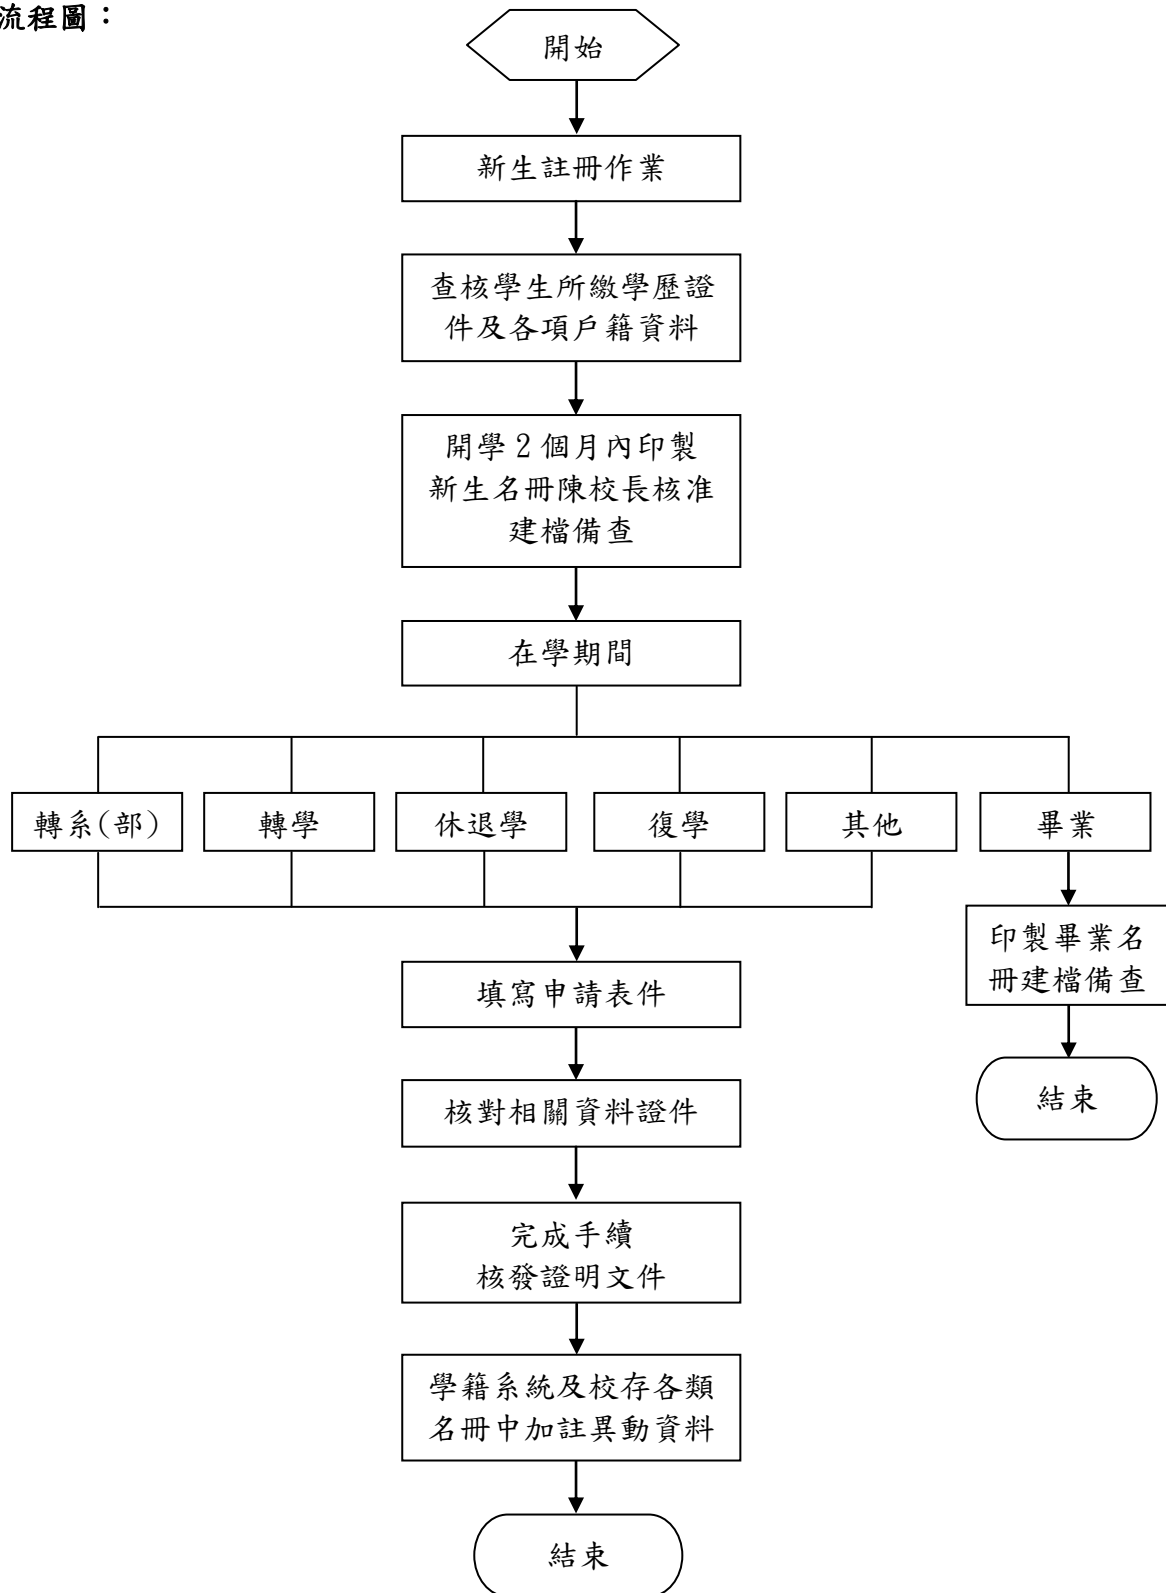 流程圖：
開始
新生註冊作業
查核學生所繳學歷證
件及各項戶籍資料
開學 2 個月內印製
新生名冊陳校長核准
建檔備查
在學期間
轉系(部)
轉學
休退學
復學
其他
畢業
印製畢業名
冊建檔備查
結束
填寫申請表件
核對相關資料證件
完成手續
核發證明文件
學籍系統及校存各類
名冊中加註異動資料
結束